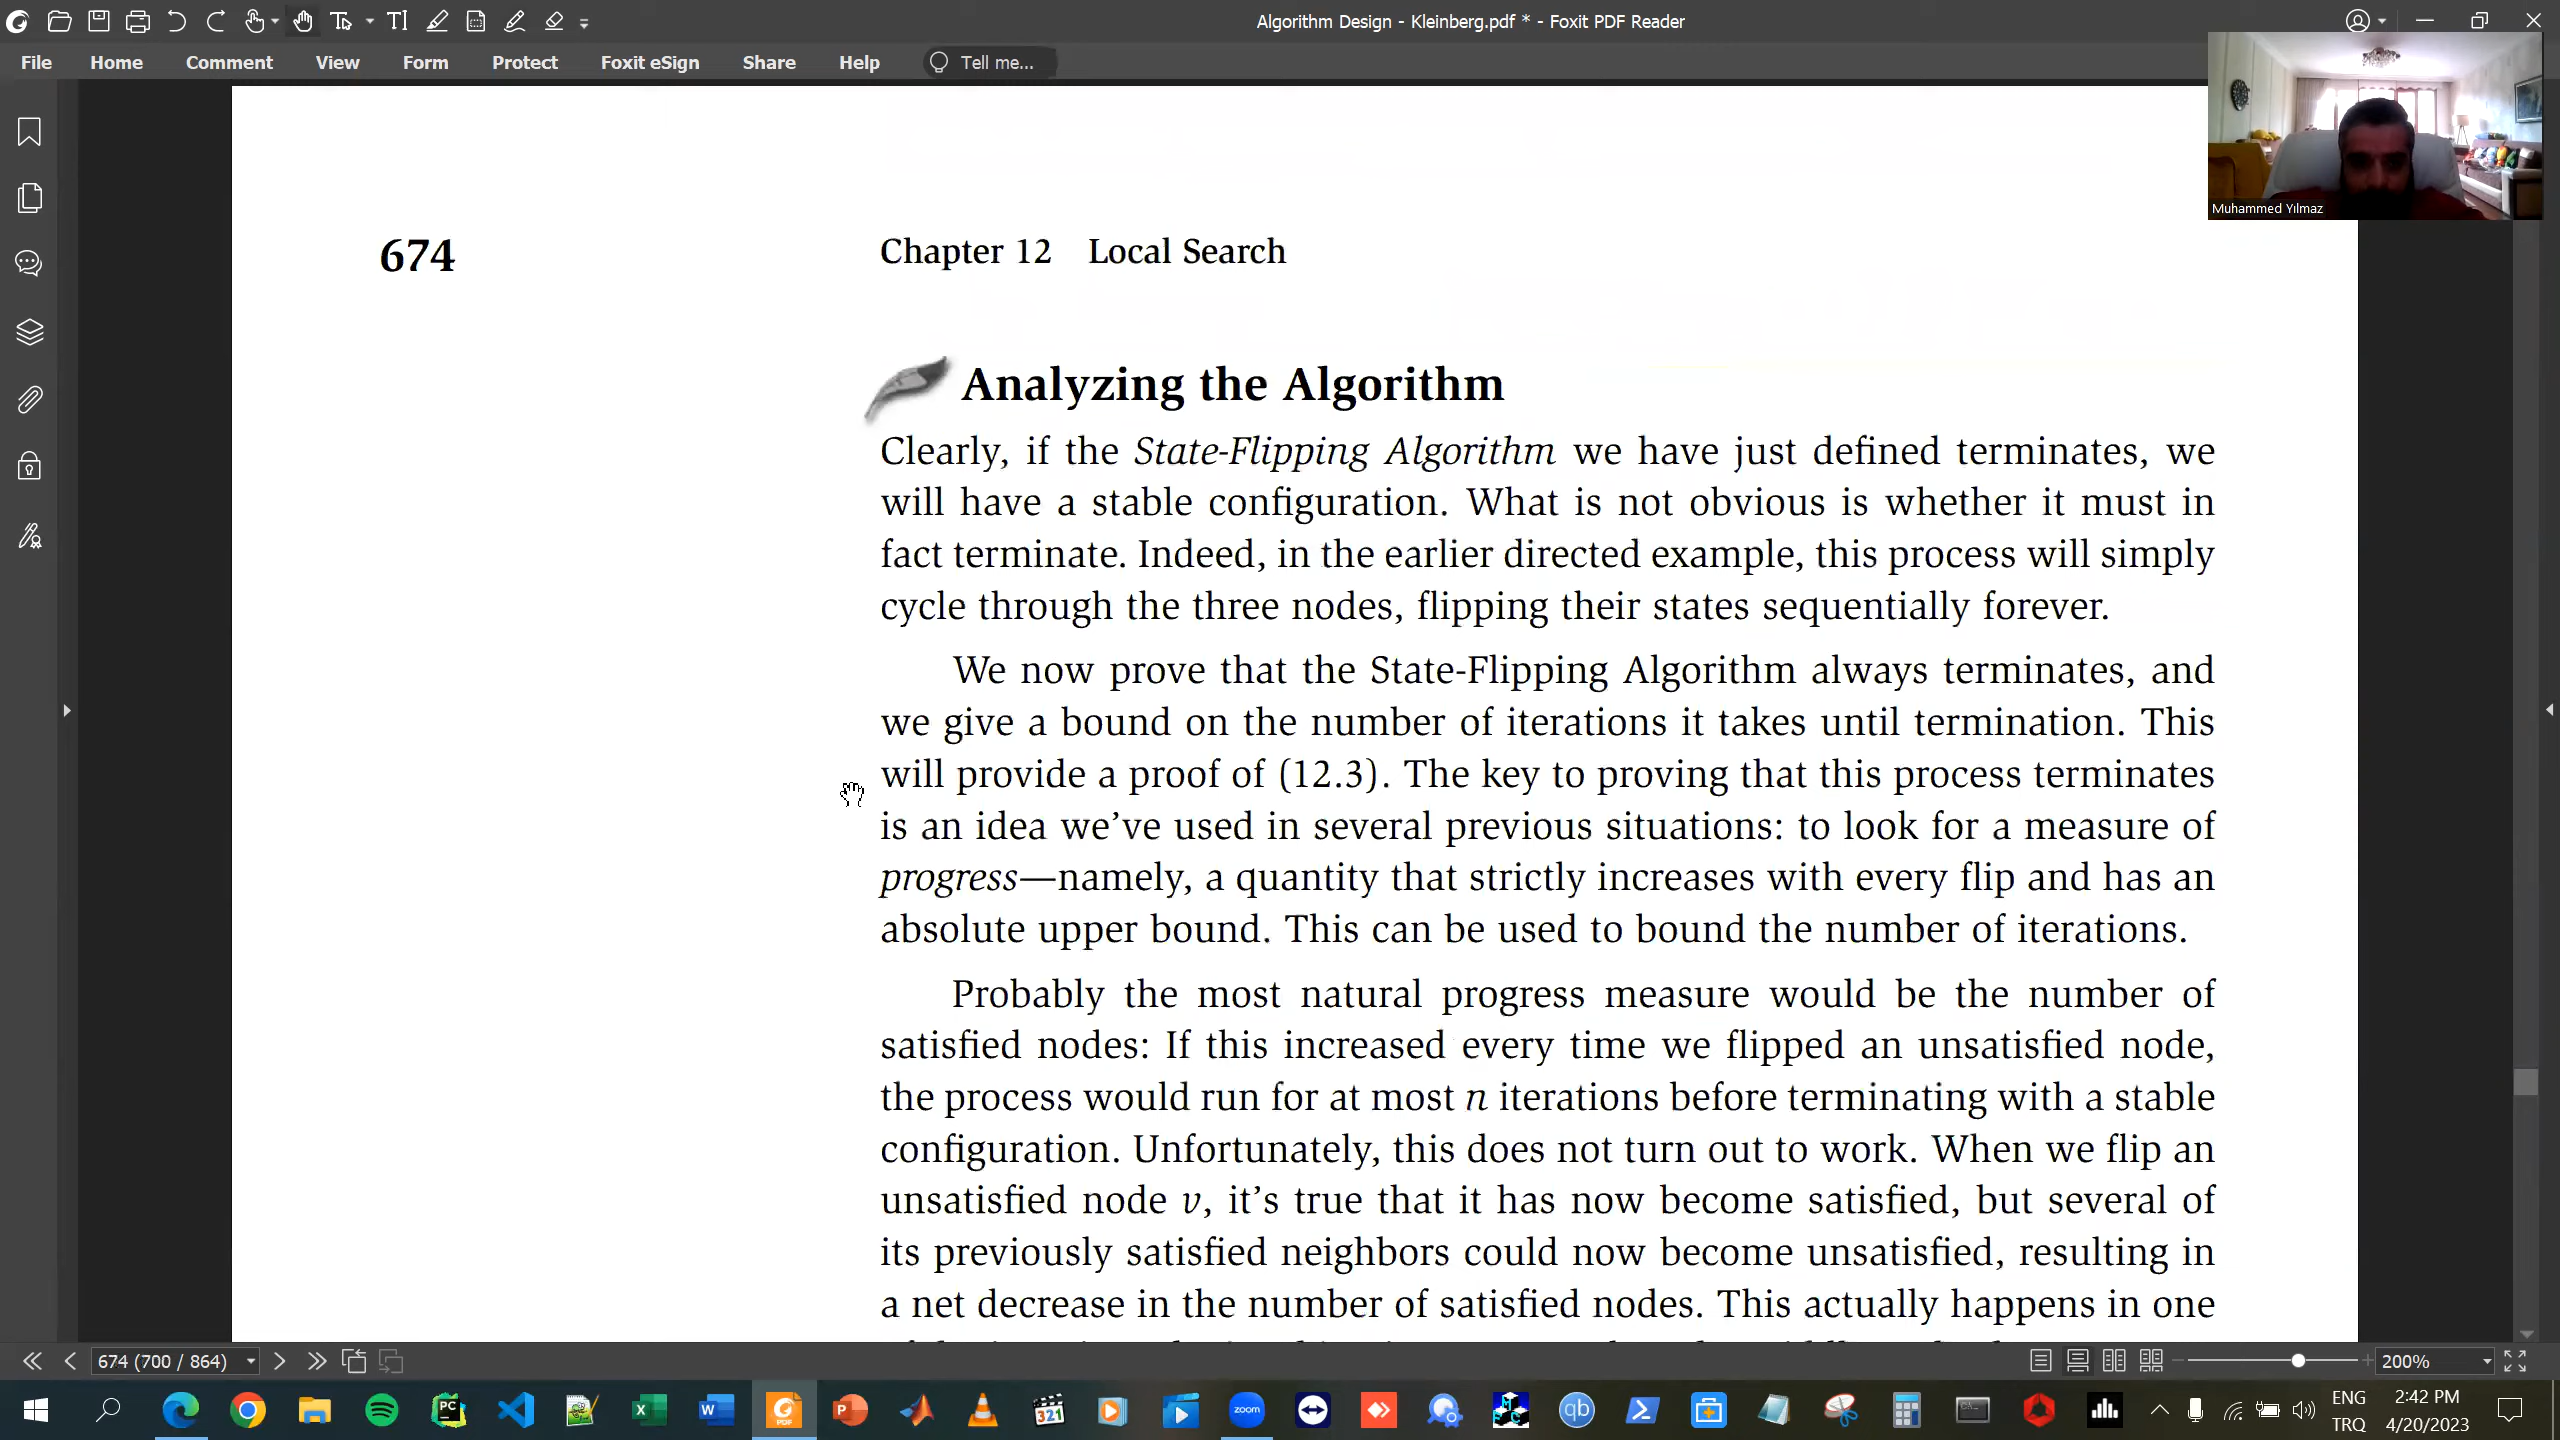 Algorithm Design - Kleinberg.pdf * - Foxit PDF Reader
File Home Comment View Form Protect Foxit eSign Share Help Tell me...
Muhammed Yılmaz
674 Chapter 12 Local Search
Analyzing the Algorithm
Clearly, if the State-Flipping Algorithm we have just defined terminates, we
will have a stable configuration. What is not obvious is whether it must in
fact terminate. Indeed, in the earlier directed example, this process will simply
cycle through the three nodes, flipping their states sequentially forever.
We now prove that the State-Flipping Algorithm always terminates, and
we give a bound on the number of iterations it takes until termination. This
will provide a proof of (12.3). The key to proving that this process terminates
is an idea we’ve used in several previous situations: to look for a measure of
progress—namely, a quantity that strictly increases with every flip and has an
absolute upper bound. This can be used to bound the number of iterations.
Probably the most natural progress measure would be the number of
satisfied nodes: If this increased every time we flipped an unsatisfied node,
the process would run for at most n iterations before terminating with a stable
configuration. Unfortunately, this does not turn out to work. When we flip an
unsatisfied node v, it’s true that it has now become satisfied, but several of
its previously satisfied neighbors could now become unsatisfied, resulting in
a net decrease in the number of satisfied nodes. This actually happens in one
674 (700 / 864) 200%
ENG 2:42 PM
TRQ 4/20/2023